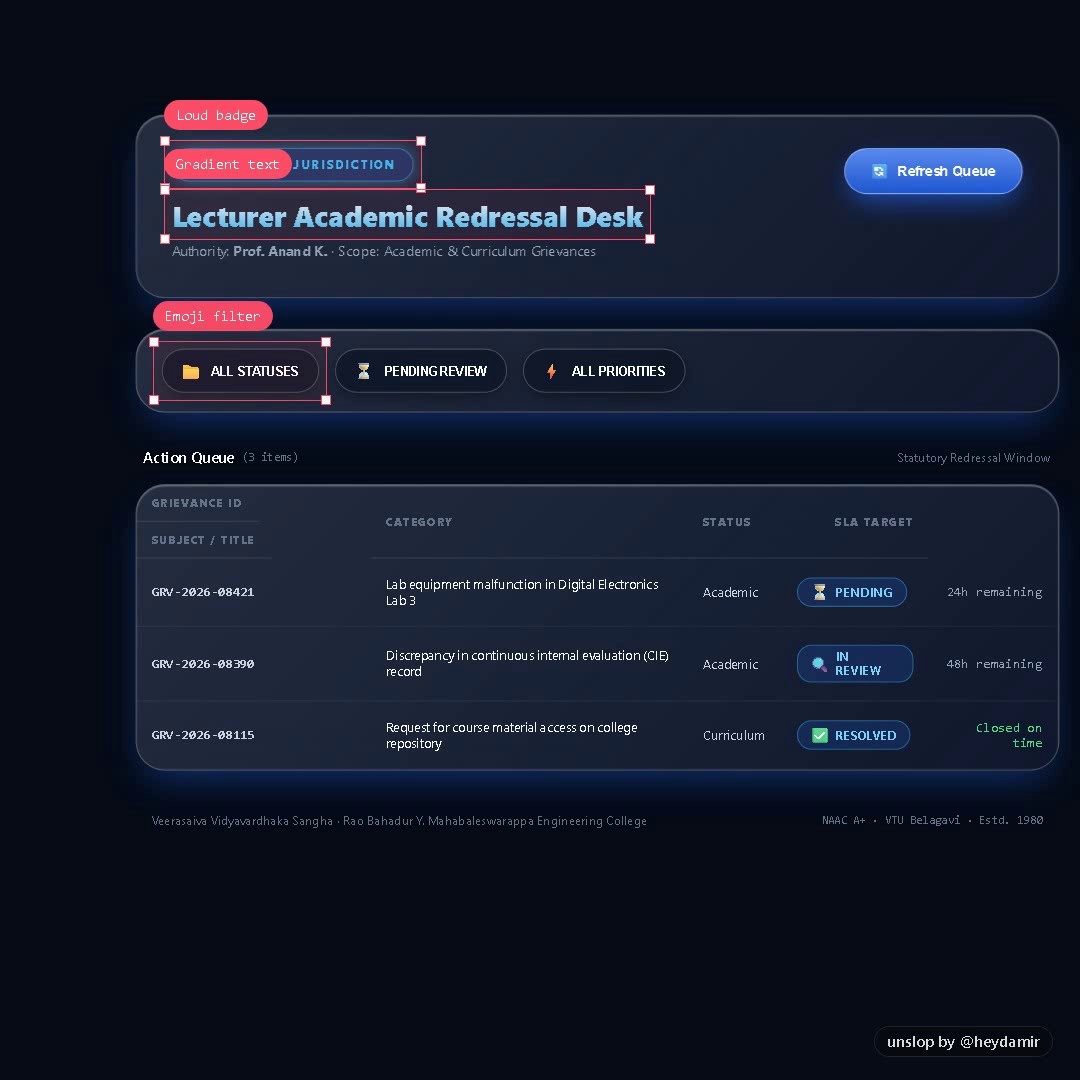 Loud badge
Gradient text JURISDICTION
Refresh Queue
Lecturer Academic Redressal Desk
Authority: Prof. Anand K. · Scope: Academic & Curriculum Grievances
Emoji filter
ALL STATUSES
PENDING REVIEW
ALL PRIORITIES
Action Queue (3 items)
Statutory Redressal Window
GRIEVANCE ID
SUBJECT / TITLE
CATEGORY
STATUS
SLA TARGET
GRV-2026-08421
Lab equipment malfunction in Digital Electronics
Lab 3
Academic
PENDING
24h remaining
GRV-2026-08390
Discrepancy in continuous internal evaluation (CIE)
record
Academic
IN
REVIEW
48h remaining
GRV-2026-08115
Request for course material access on college
repository
Curriculum
RESOLVED
Closed on
time
Veerasaiva Vidyavardhaka Sangha · Rao Bahadur Y. Mahabaleswarappa Engineering College
NAAC A+ · VTU Belagavi · Estd. 1980
unslop by @heydamir